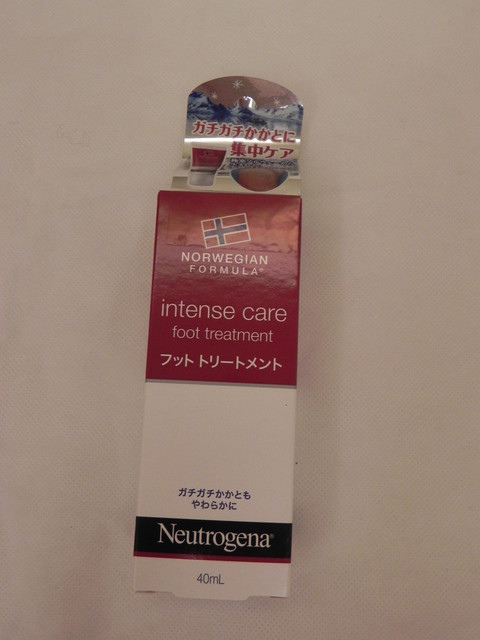 ガチガチかかとに
集中ケア
NORWEGIAN
FORMULA®
intense care
foot treatment
フット トリートメント
ガチガチかかとも
やわらかに
Neutrogena®
40mL